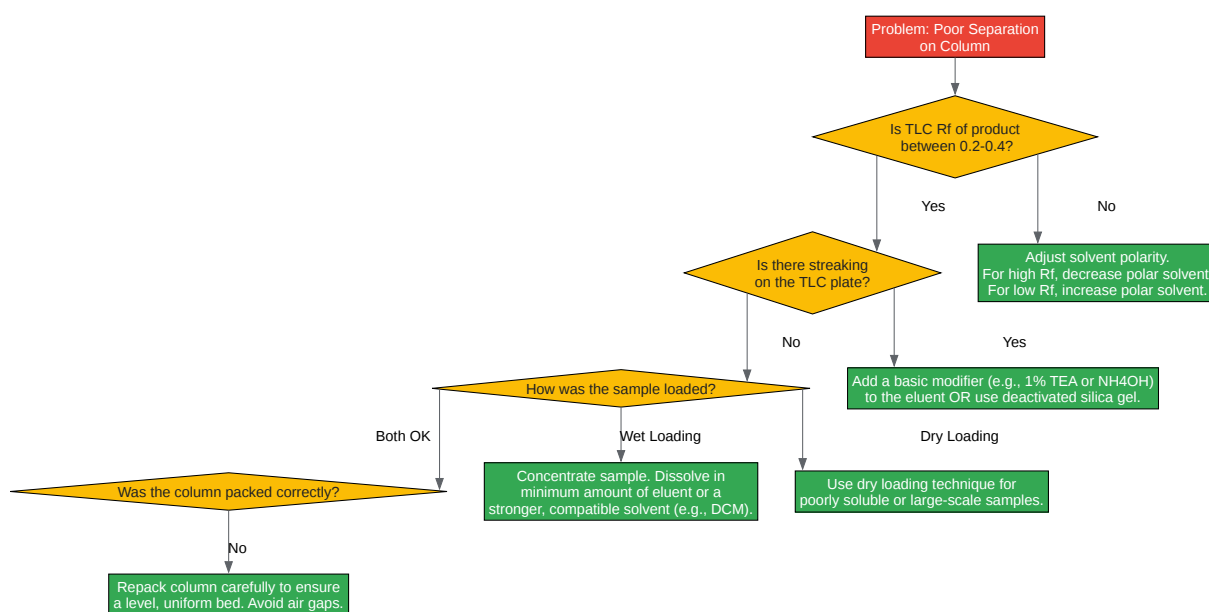 Problem: Poor Separation
on Column
Is TLC Rf of product
between 0.2-0.4?
Yes
No
Adjust solvent polarity.
For high Rf, decrease polar solvent
For low Rf, increase polar solvent.
Is there streaking
on the TLC plate?
No
Yes
Add a basic modifier (e.g., 1% TEA or NH4OH)
to the eluent OR use deactivated silica gel.
How was the sample loaded?
Both OK
Wet Loading
Dry Loading
Concentrate sample. Dissolve in
minimum amount of eluent or a
stronger, compatible solvent (e.g., DCM).
Use dry loading technique for
poorly soluble or large-scale samples.
Was the column packed correctly?
No
Repack column carefully to ensure
a level, uniform bed. Avoid air gaps.